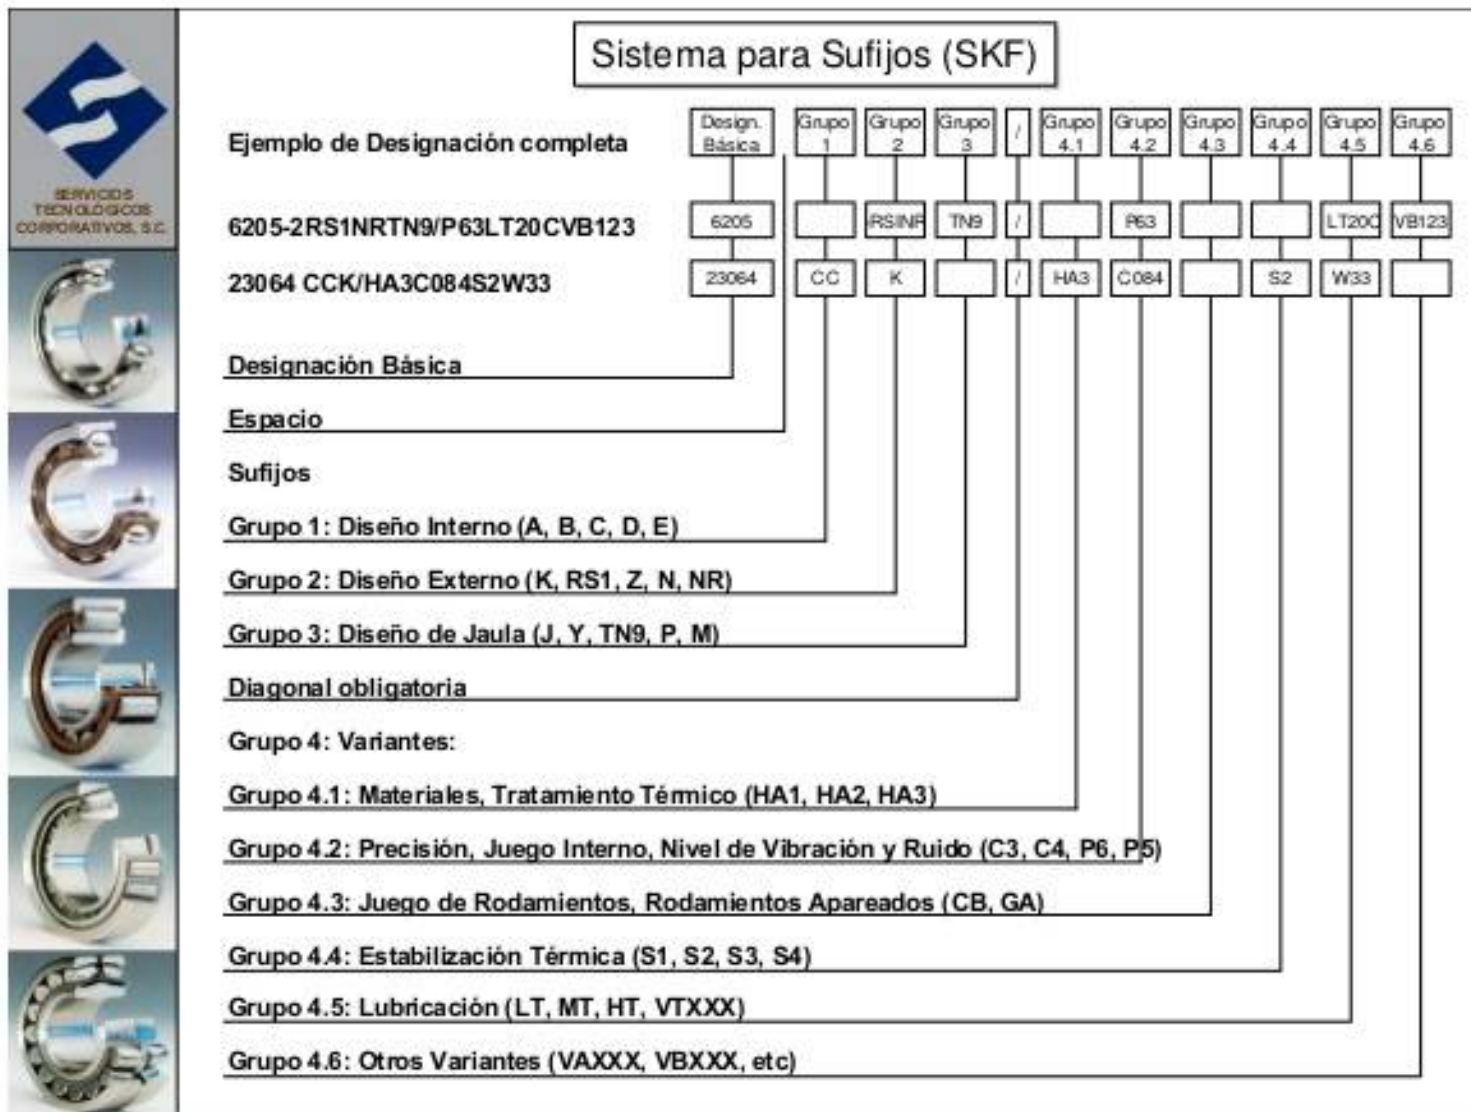 Sistema para Sufijos (SKF)
SERVICIOS
TECNOLOGICOS
CORPORATIVOS, S.C.
Ejemplo de Designación completa
Design. Básica Grupo 1 Grupo 2 Grupo 3 / Grupo 4.1 Grupo 4.2 Grupo 4.3 Grupo 4.4 Grupo 4.5 Grupo 4.6
6205-2RS1NRTN9/P63LT20CVB123 6205 RSINR TN9 / P63 LT20C VB123
23064 CCK/HA3C084S2W33 23064 CC K / HA3 C084 S2 W33
Designación Básica
Espacio
Sufijos
Grupo 1: Diseño Interno (A, B, C, D, E)
Grupo 2: Diseño Externo (K, RS1, Z, N, NR)
Grupo 3: Diseño de Jaula (J, Y, TN9, P, M)
Diagonal obligatoria
Grupo 4: Variantes:
Grupo 4.1: Materiales, Tratamiento Térmico (HA1, HA2, HA3)
Grupo 4.2: Precisión, Juego Interno, Nivel de Vibración y Ruido (C3, C4, P6, P5)
Grupo 4.3: Juego de Rodamientos, Rodamientos Apareados (CB, GA)
Grupo 4.4: Estabilización Térmica (S1, S2, S3, S4)
Grupo 4.5: Lubricación (LT, MT, HT, VTXXX)
Grupo 4.6: Otros Variantes (VAXXX, VBXXX, etc)